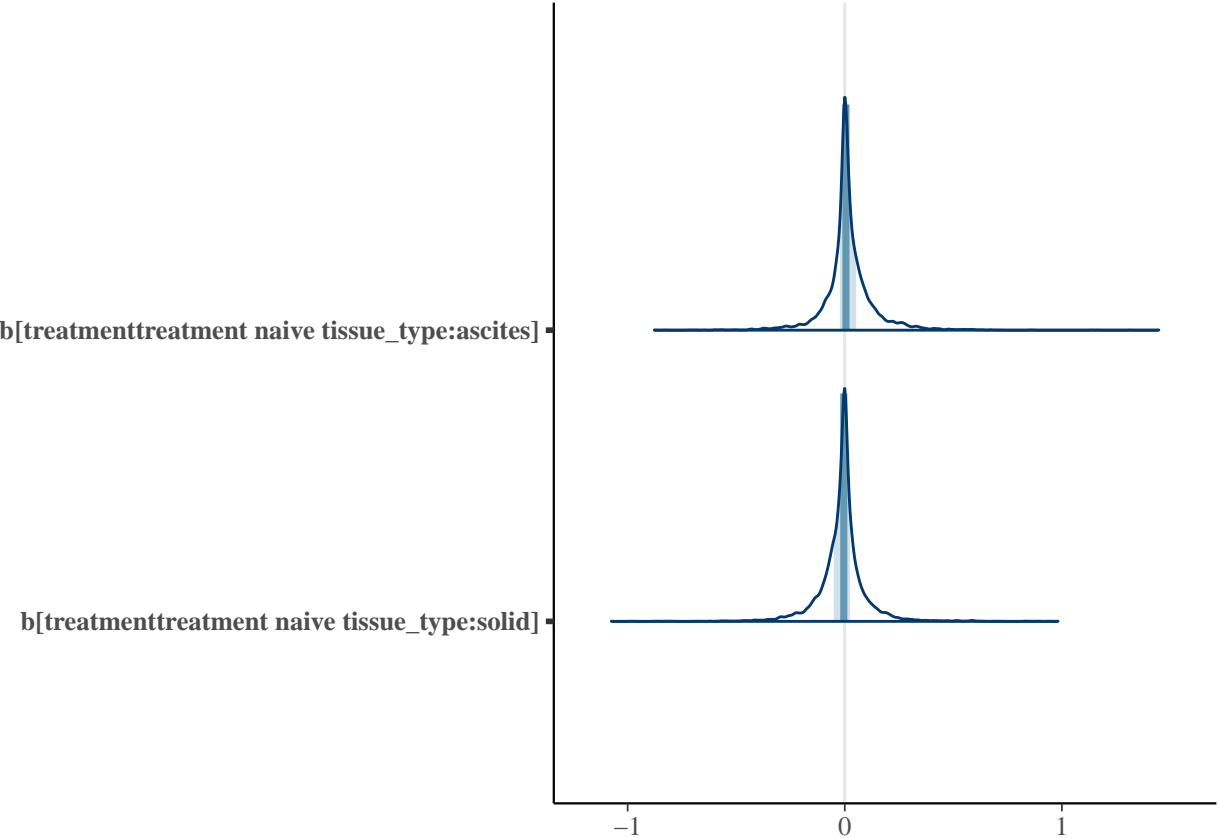 b[treatmenttreatment naive tissue_type:ascites]
b[treatmenttreatment naive tissue_type:solid]
−1 0 1